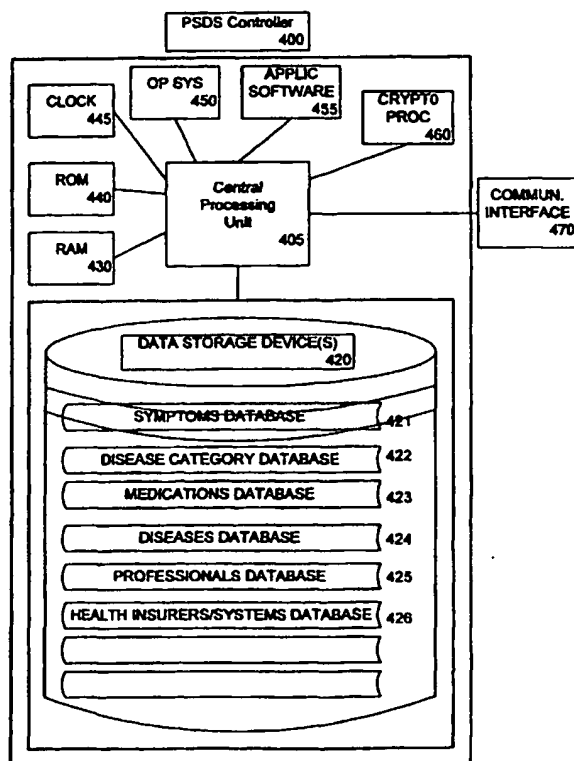 PSDS Controller
400
CLOCK
445
OP SYS
450
APPLIC
SOFTWARE
455
CRYPT0
PROC
460
ROM
440
Central
Processing
Unit
405
COMMUN.
INTERFACE
470
RAM
430
DATA STORAGE DEVICE(S)
420
SYMPTOMS DATABASE
421
DISEASE CATEGORY DATABASE
422
MEDICATIONS DATABASE
423
DISEASES DATABASE
424
PROFESSIONALS DATABASE
425
HEALTH INSURERS/SYSTEMS DATABASE
426